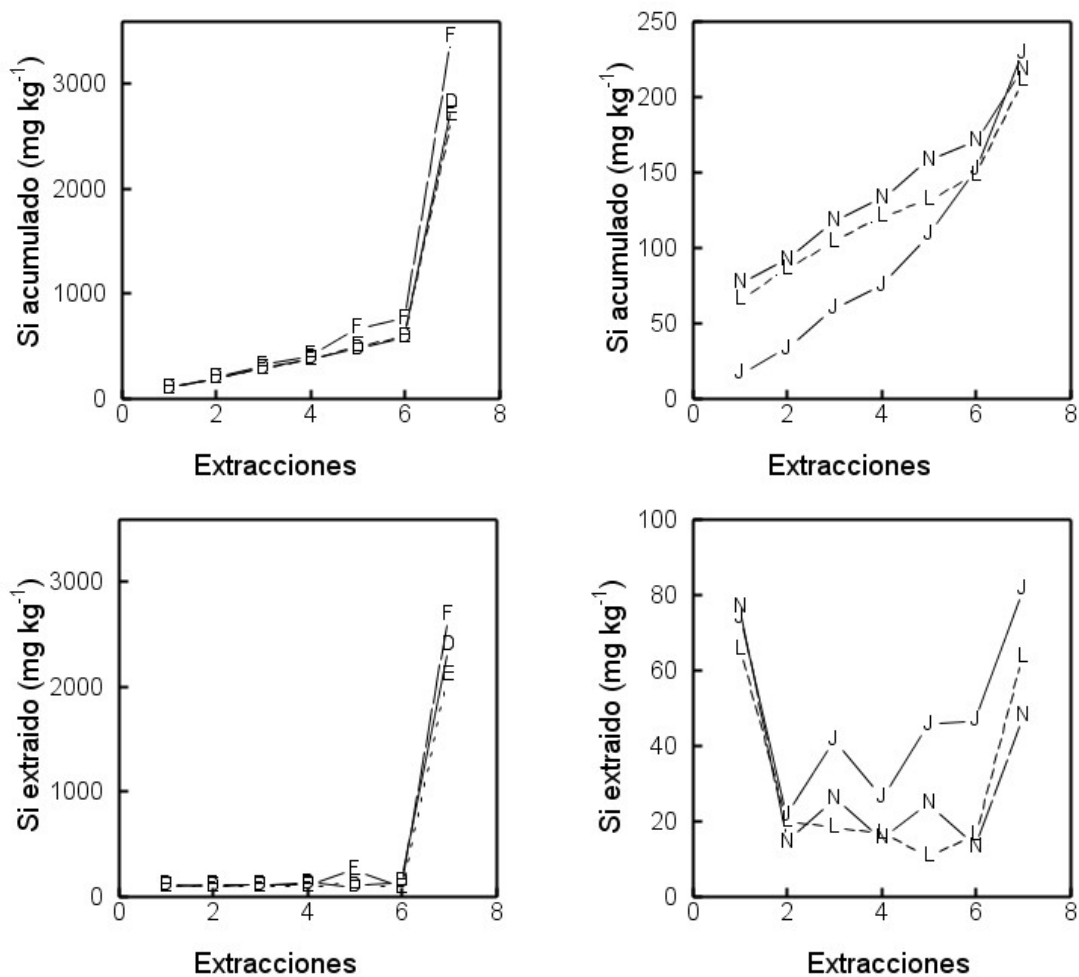 Si acumulado (mg kg-1)
3000
1000
0
0 2 4 6 8
Extracciones
F
D
F
F
Si acumulado (mg kg-1)
250
200
150
100
50
0
0 2 4 6 8
Extracciones
N N N N N N N
L L L L L L L
J J J J J J J
Si extraido (mg kg-1)
3000
2000
1000
0
0 2 4 6 8
Extracciones
F
D
E
F
Si extraido (mg kg-1)
100
80
60
40
20
0
0 2 4 6 8
Extracciones
N N N N N N N
J J J J J J J
L L L L L L L